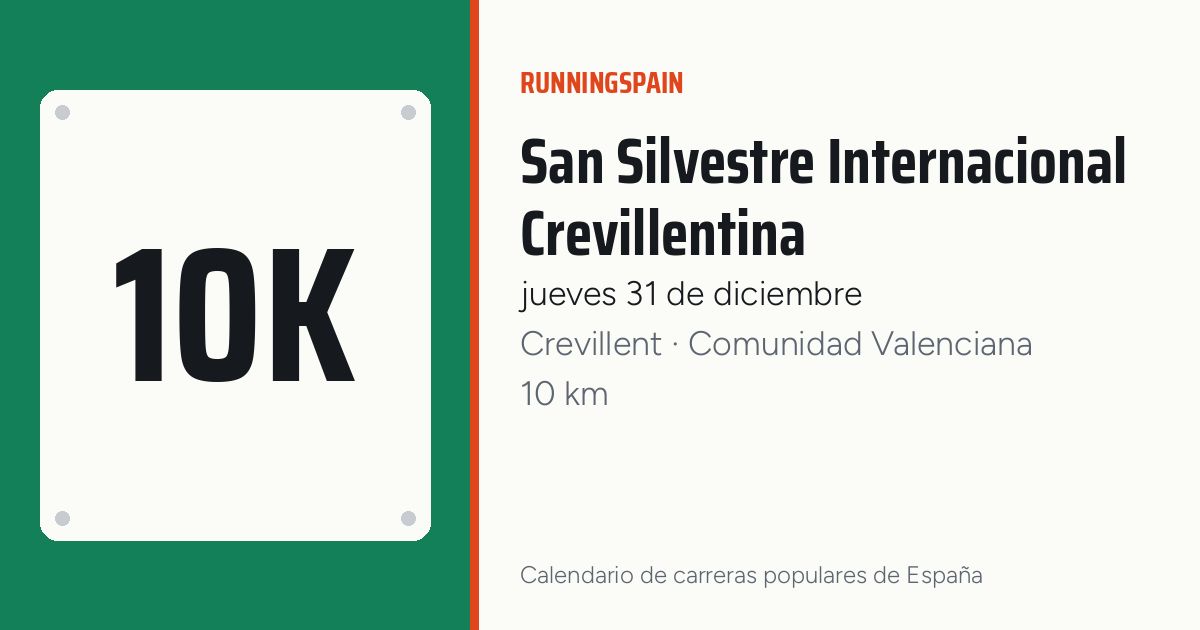 10K
RUNNINGSPAIN
San Silvestre Internacional
Crevillentina
jueves 31 de diciembre
Crevillent · Comunidad Valenciana
10 km
Calendario de carreras populares de España